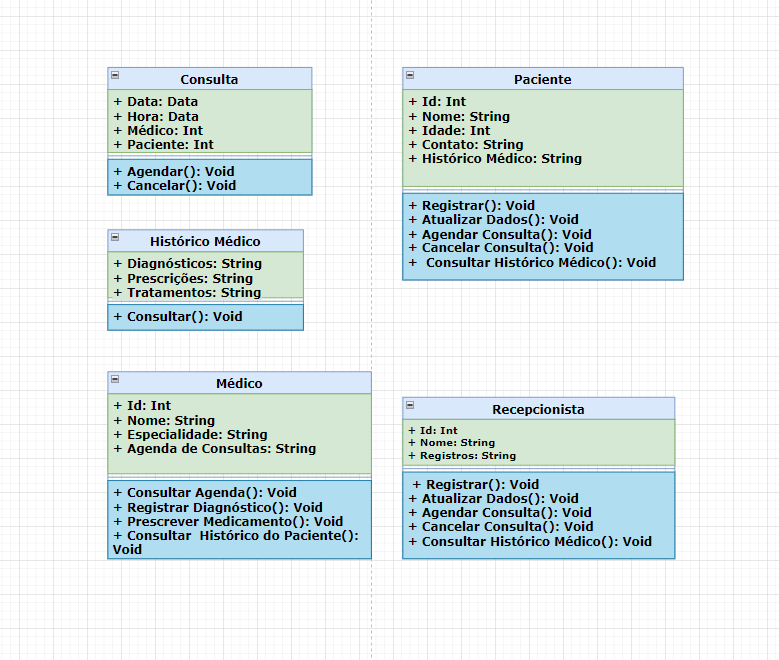 Consulta
+ Data: Data
+ Hora: Data
+ Médico: Int
+ Paciente: Int
+ Agendar(): Void
+ Cancelar(): Void
Paciente
+ Id: Int
+ Nome: String
+ Idade: Int
+ Contato: String
+ Histórico Médico: String
+ Registrar(): Void
+ Atualizar Dados(): Void
+ Agendar Consulta(): Void
+ Cancelar Consulta(): Void
+ Consultar Histórico Médico(): Void
Histórico Médico
+ Diagnósticos: String
+ Prescrições: String
+ Tratamentos: String
+ Consultar(): Void
Médico
+ Id: Int
+ Nome: String
+ Especialidade: String
+ Agenda de Consultas: String
+ Consultar Agenda(): Void
+ Registrar Diagnóstico(): Void
+ Prescrever Medicamento(): Void
+ Consultar Histórico do Paciente():
Void
Recepcionista
+ Id: Int
+ Nome: String
+ Registros: String
+ Registrar(): Void
+ Atualizar Dados(): Void
+ Agendar Consulta(): Void
+ Cancelar Consulta(): Void
+ Consultar Histórico Médico(): Void